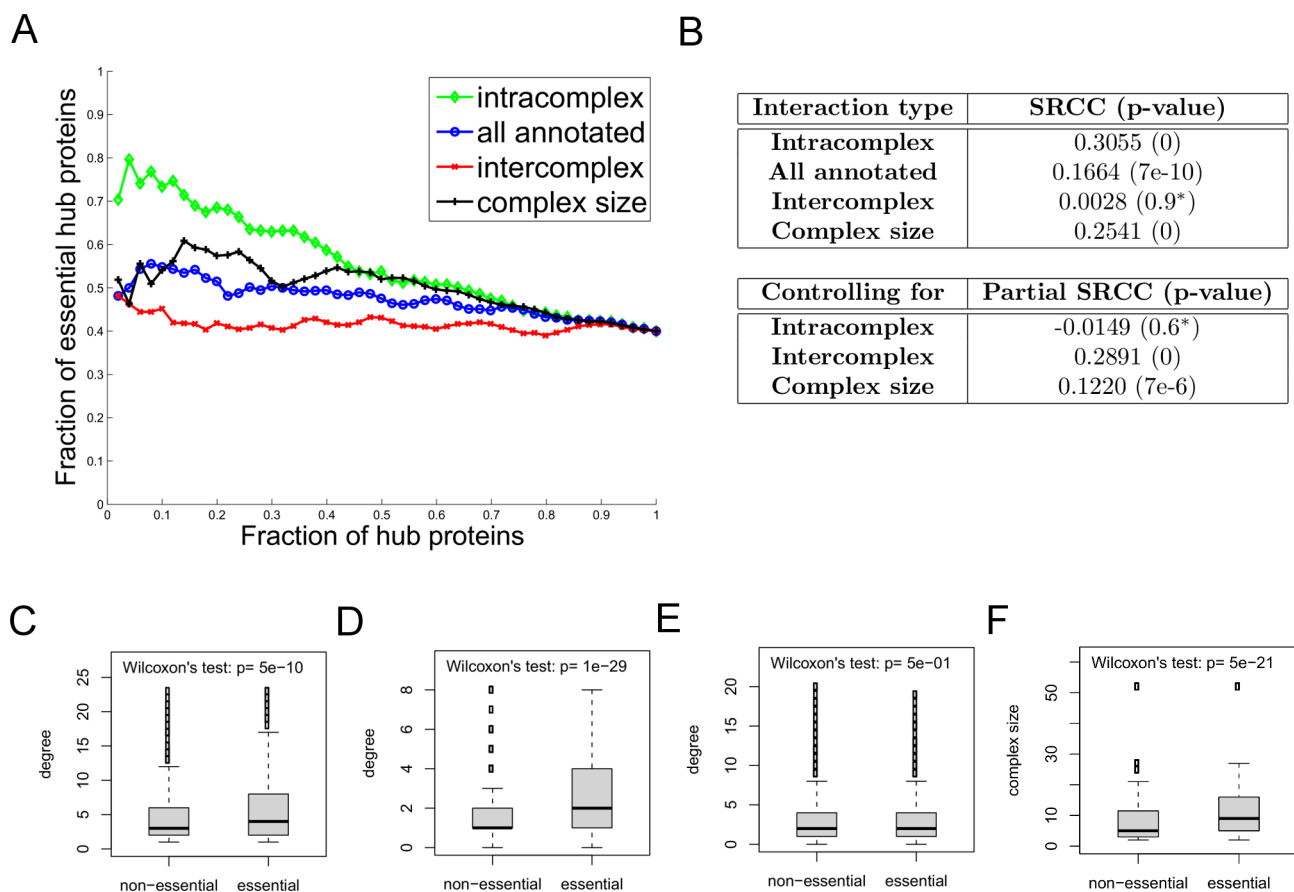 A
B
Fraction of essential hub proteins
1
0.9
0.8
0.7
0.6
0.5
0.4
0.3
0.2
0.1
0
0 0.1 0.2 0.3 0.4 0.5 0.6 0.7 0.8 0.9 1
Fraction of hub proteins
intracomplex
all annotated
intercomplex
complex size
Interaction type SRCC (p-value)
Intracomplex 0.3055 (0)
All annotated 0.1664 (7e-10)
Intercomplex 0.0028 (0.9*)
Complex size 0.2541 (0)
Controlling for Partial SRCC (p-value)
Intracomplex -0.0149 (0.6*)
Intercomplex 0.2891 (0)
Complex size 0.1220 (7e-6)
C
Wilcoxon's test: p= 5e−10
degree
25
20
15
10
5
0
non−essential essential
D
Wilcoxon's test: p= 1e−29
degree
8
6
4
2
0
non−essential essential
E
Wilcoxon's test: p= 5e−01
degree
20
15
10
5
0
non−essential essential
F
Wilcoxon's test: p= 5e−21
complex size
50
30
10
0
non−essential essential